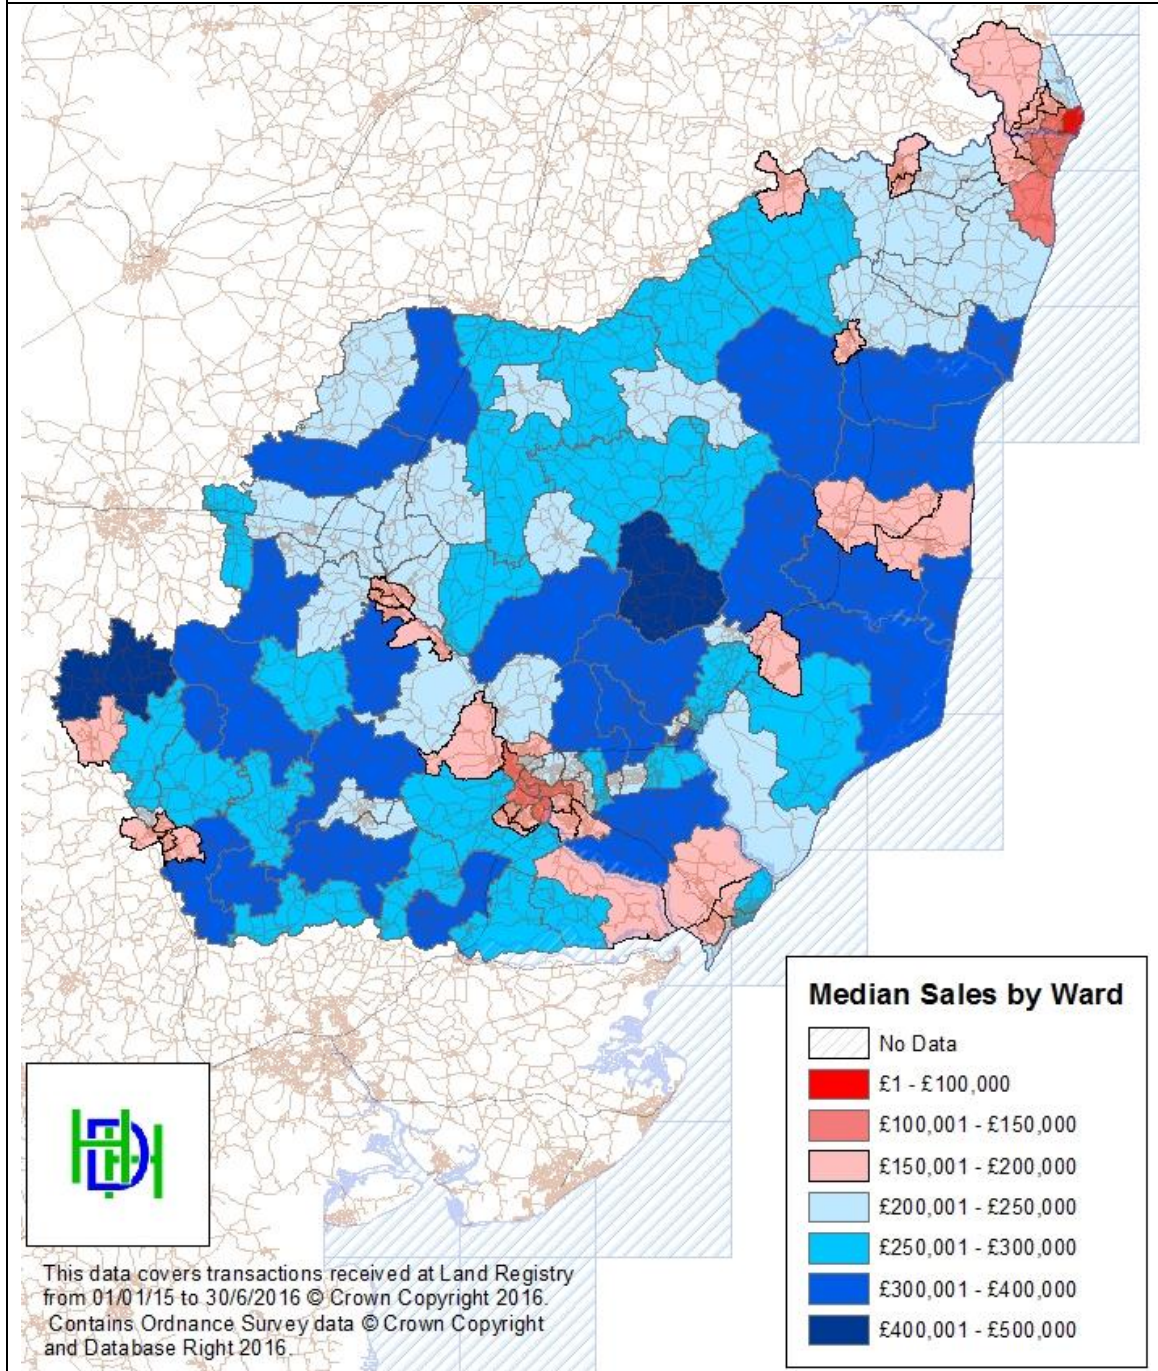 Median Sales by Ward
No Data
£1 - £100,000
£100,001 - £150,000
£150,001 - £200,000
£200,001 - £250,000
£250,001 - £300,000
£300,001 - £400,000
£400,001 - £500,000
HDH
This data covers transactions received at Land Registry
from 01/01/15 to 30/6/2016 © Crown Copyright 2016.
Contains Ordnance Survey data © Crown Copyright
and Database Right 2016.